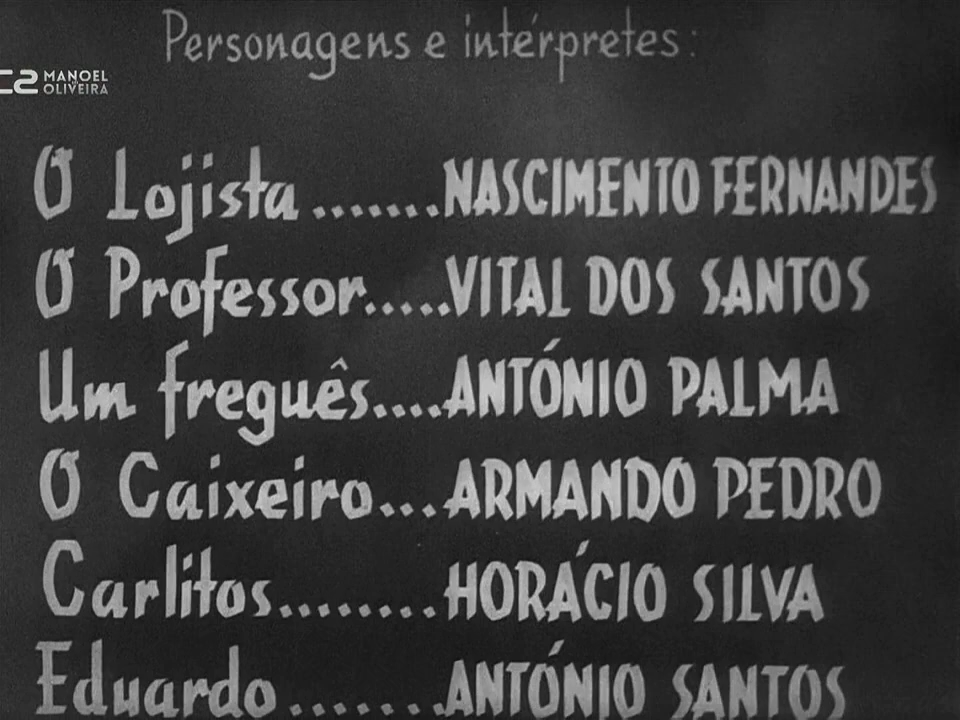 Personagens e intérpretes:
C2 MANOEL DE OLIVEIRA
O Lojista.......NASCIMENTO FERNANDES
O Professor.....VITAL DOS SANTOS
Um freguês....ANTÓNIO PALMA
O Caixeiro...ARMANDO PEDRO
Carlitos........HORÁCIO SILVA
Eduardo.......ANTÓNIO SANTOS